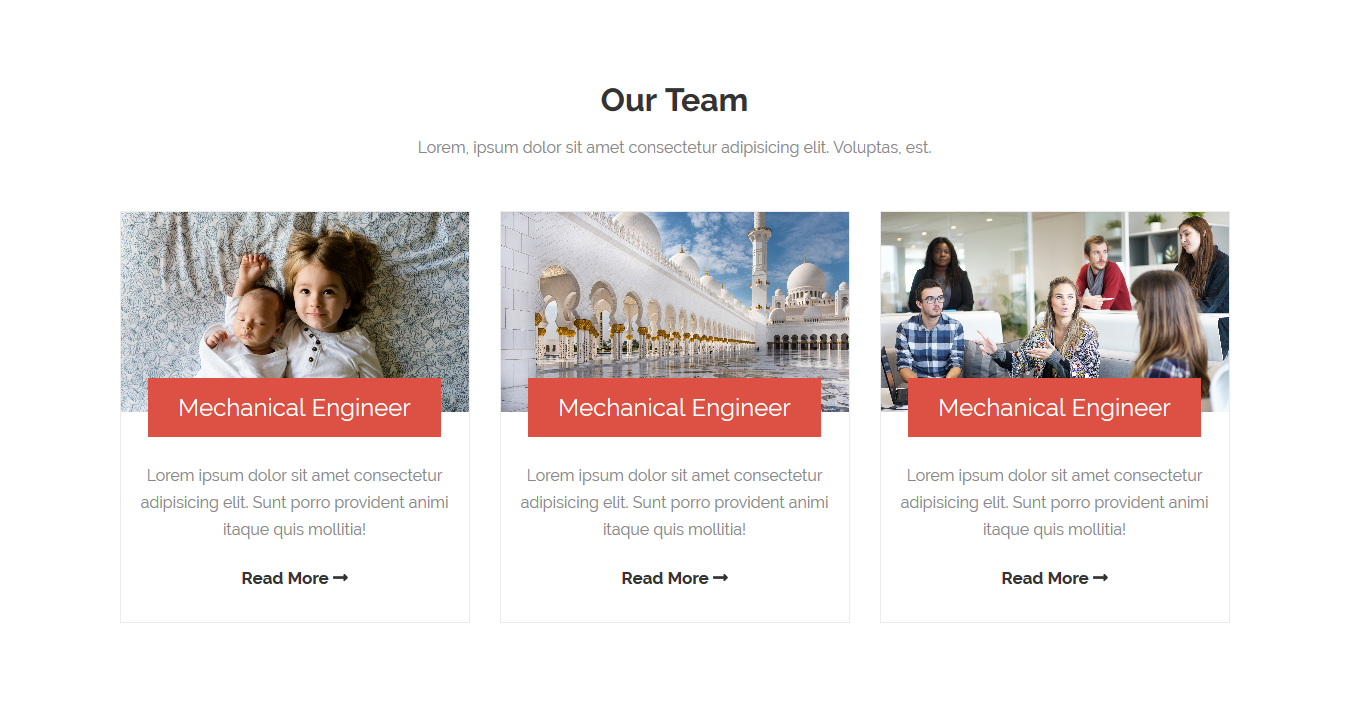 Our Team
Lorem, ipsum dolor sit amet consectetur adipisicing elit. Voluptas, est.
Mechanical Engineer
Lorem ipsum dolor sit amet consectetur
adipisicing elit. Sunt porro provident animi
itaque quis mollitia!
Read More →
Mechanical Engineer
Lorem ipsum dolor sit amet consectetur
adipisicing elit. Sunt porro provident animi
itaque quis mollitia!
Read More →
Mechanical Engineer
Lorem ipsum dolor sit amet consectetur
adipisicing elit. Sunt porro provident animi
itaque quis mollitia!
Read More →